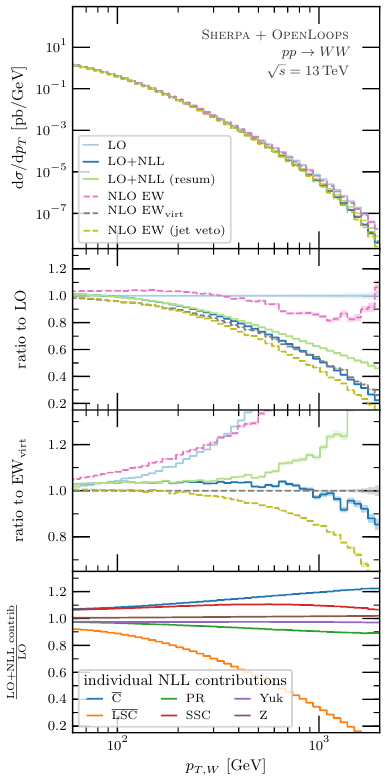 SHERPA + OPENLOOPS
pp → WW
√s = 13 TeV
dσ/dp_T [pb/GeV]
10^1
10^−1
10^−3
10^−5
10^−7
LO
LO+NLL
LO+NLL (resum)
NLO EW
NLO EW_virt
NLO EW (jet veto)
ratio to LO
1.2
1.0
0.8
0.6
0.4
0.2
ratio to EW_virt
1.2
1.0
0.8
LO+NLL contrib
LO
1.2
1.0
0.8
0.6
0.4
0.2
individual NLL contributions
C̅ PR Yuk
L̅S̅C̅ SSC Z
10^2 10^3
p_{T,W} [GeV]